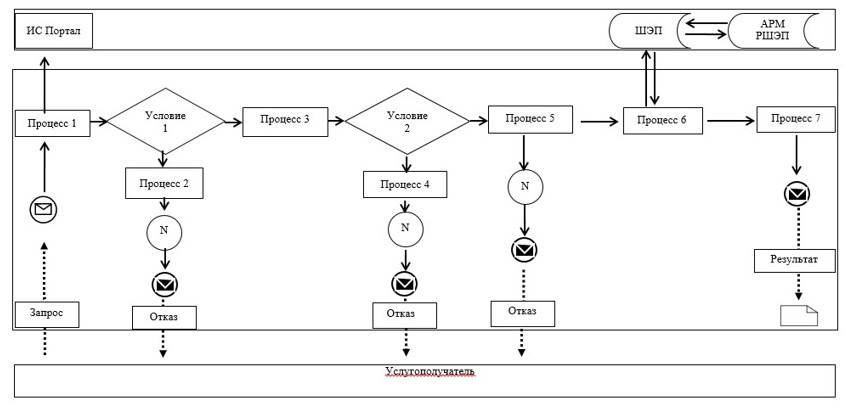 ИС Портал
ШЭП
АРМ
РШЭП
Процесс 1
Условие
1
Процесс 3
Условие
2
Процесс 5
Процесс 6
Процесс 7
Процесс 2
Процесс 4
N
N
N
Результат
Запрос
Отказ
Отказ
Отказ
Услугополучатель